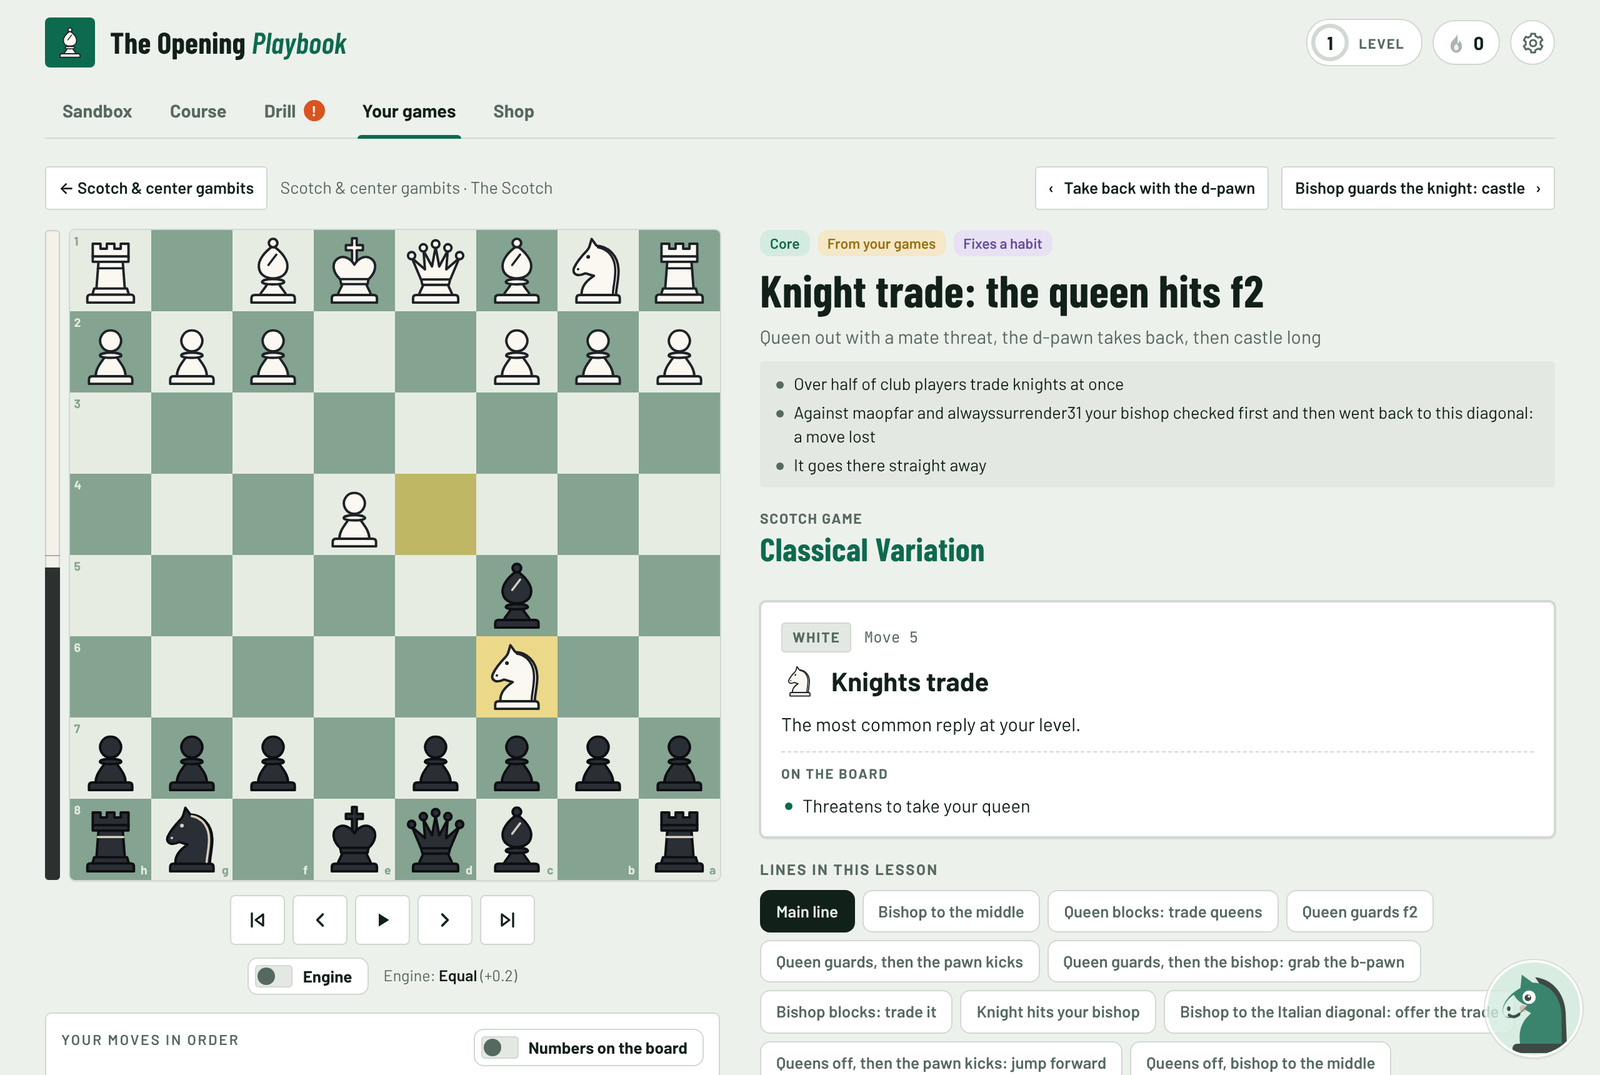 The Opening Playbook
1 LEVEL
0
Sandbox
Course
Drill !
Your games
Shop
← Scotch & center gambits
Scotch & center gambits · The Scotch
‹ Take back with the d-pawn
Bishop guards the knight: castle ›
1
2
3
4
5
6
7
8
h g f e d c b a
Engine
Engine: Equal (+0.2)
YOUR MOVES IN ORDER
Numbers on the board
Core
From your games
Fixes a habit
Knight trade: the queen hits f2
Queen out with a mate threat, the d-pawn takes back, then castle long
Over half of club players trade knights at once
Against maopfar and alwayssurrender31 your bishop checked first and then went back to this diagonal:
a move lost
It goes there straight away
SCOTCH GAME
Classical Variation
WHITE Move 5
Knights trade
The most common reply at your level.
ON THE BOARD
Threatens to take your queen
LINES IN THIS LESSON
Main line
Bishop to the middle
Queen blocks: trade queens
Queen guards f2
Queen guards, then the pawn kicks
Queen guards, then the bishop: grab the b-pawn
Bishop blocks: trade it
Knight hits your bishop
Bishop to the Italian diagonal: offer the trade
Queens off, then the pawn kicks: jump forward
Queens off, bishop to the middle